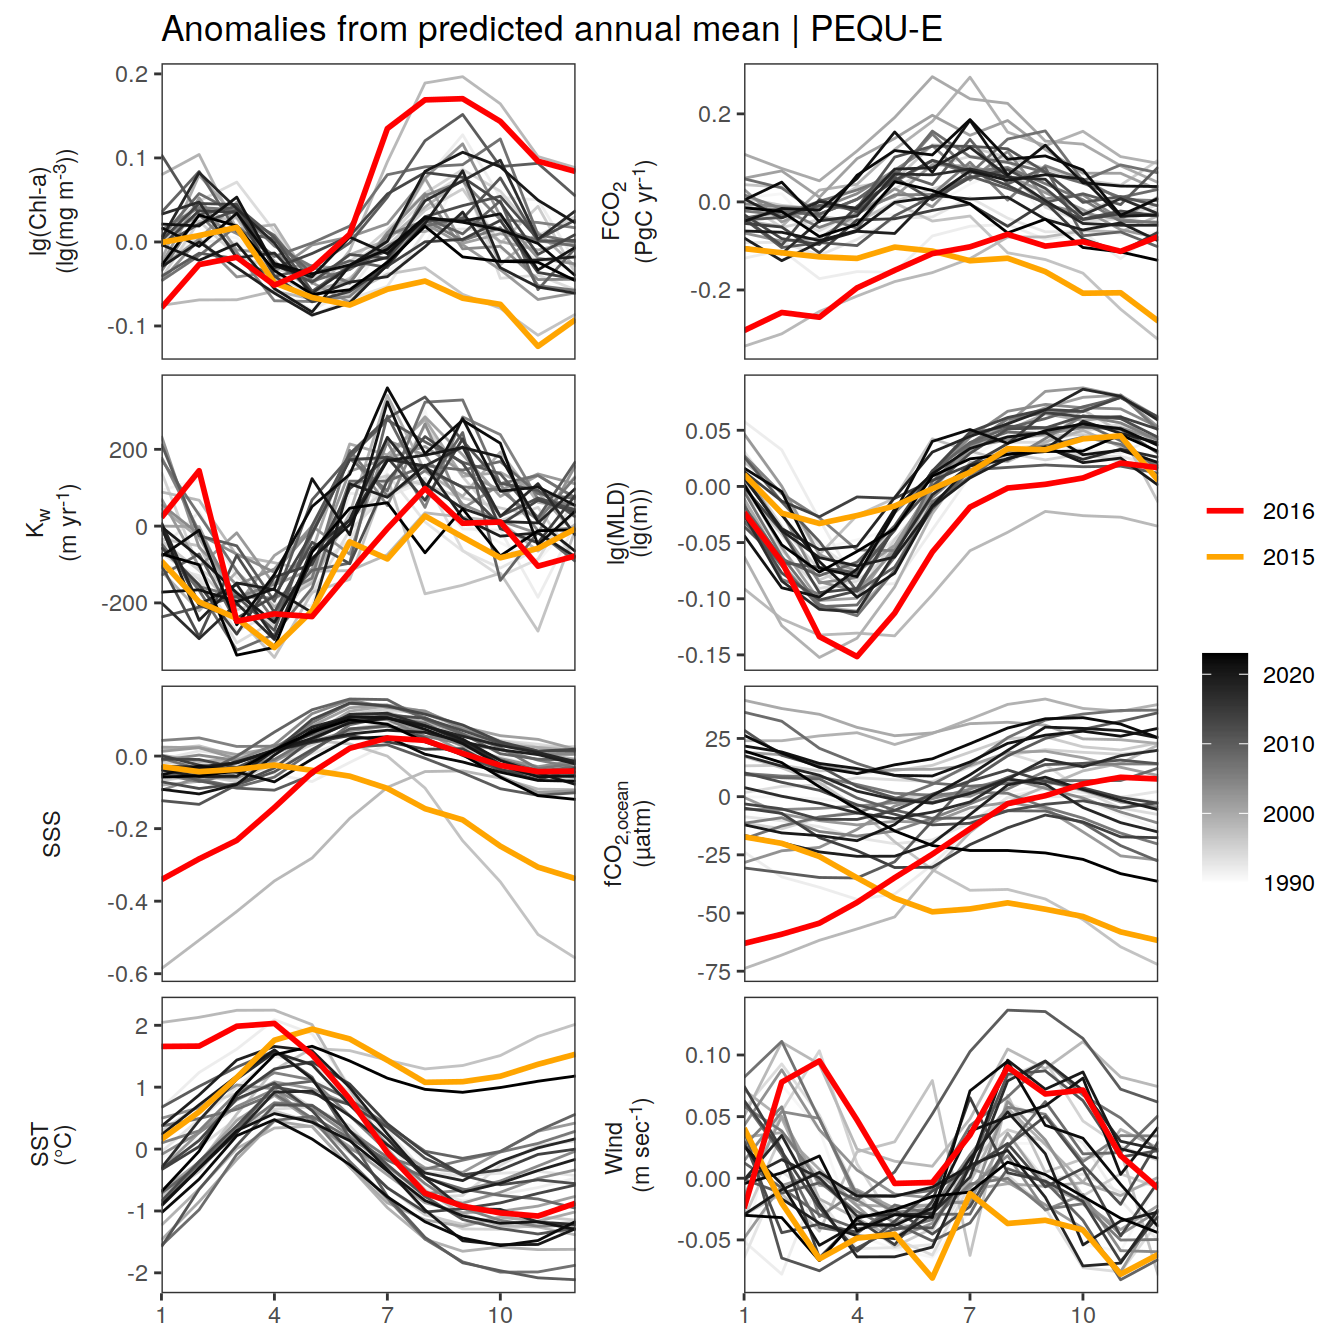 Anomalies from predicted annual mean | PEQU-E
lg(Chl-a)
(lg(mg m⁻³))
0.2
0.1
0.0
-0.1
FCO₂
(PgC yr⁻¹)
0.2
0.0
-0.2
K_w
(m yr⁻¹)
200
0
-200
lg(MLD)
(lg(m))
0.05
0.00
-0.05
-0.10
-0.15
SSS
0.0
-0.2
-0.4
-0.6
fCO₂,ocean
(µatm)
25
0
-25
-50
-75
SST
(°C)
2
1
0
-1
-2
1 4 7 10
Wind
(m sec⁻¹)
0.10
0.05
0.00
-0.05
1 4 7 10
2016
2015
2020
2010
2000
1990